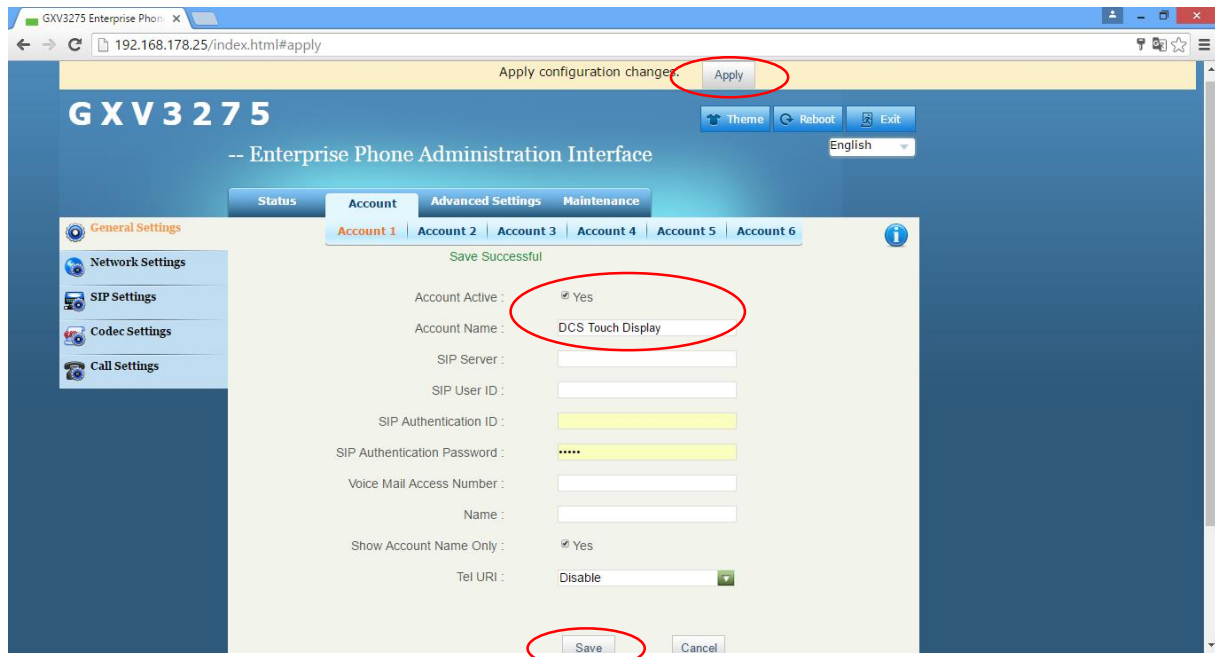 GXV3275 Enterprise Phon
192.168.178.25/index.html#apply
Apply configuration changes. Apply
GXV3275
Theme Reboot Exit
-- Enterprise Phone Administration Interface
English
Status Account Advanced Settings Maintenance
General Settings
Account 1 Account 2 Account 3 Account 4 Account 5 Account 6
Save Successful
Network Settings
SIP Settings
Codec Settings
Call Settings
Account Active : Yes
Account Name : DCS Touch Display
SIP Server :
SIP User ID :
SIP Authentication ID :
SIP Authentication Password : •••••
Voice Mail Access Number :
Name :
Show Account Name Only : Yes
Tel URI : Disable
Save Cancel